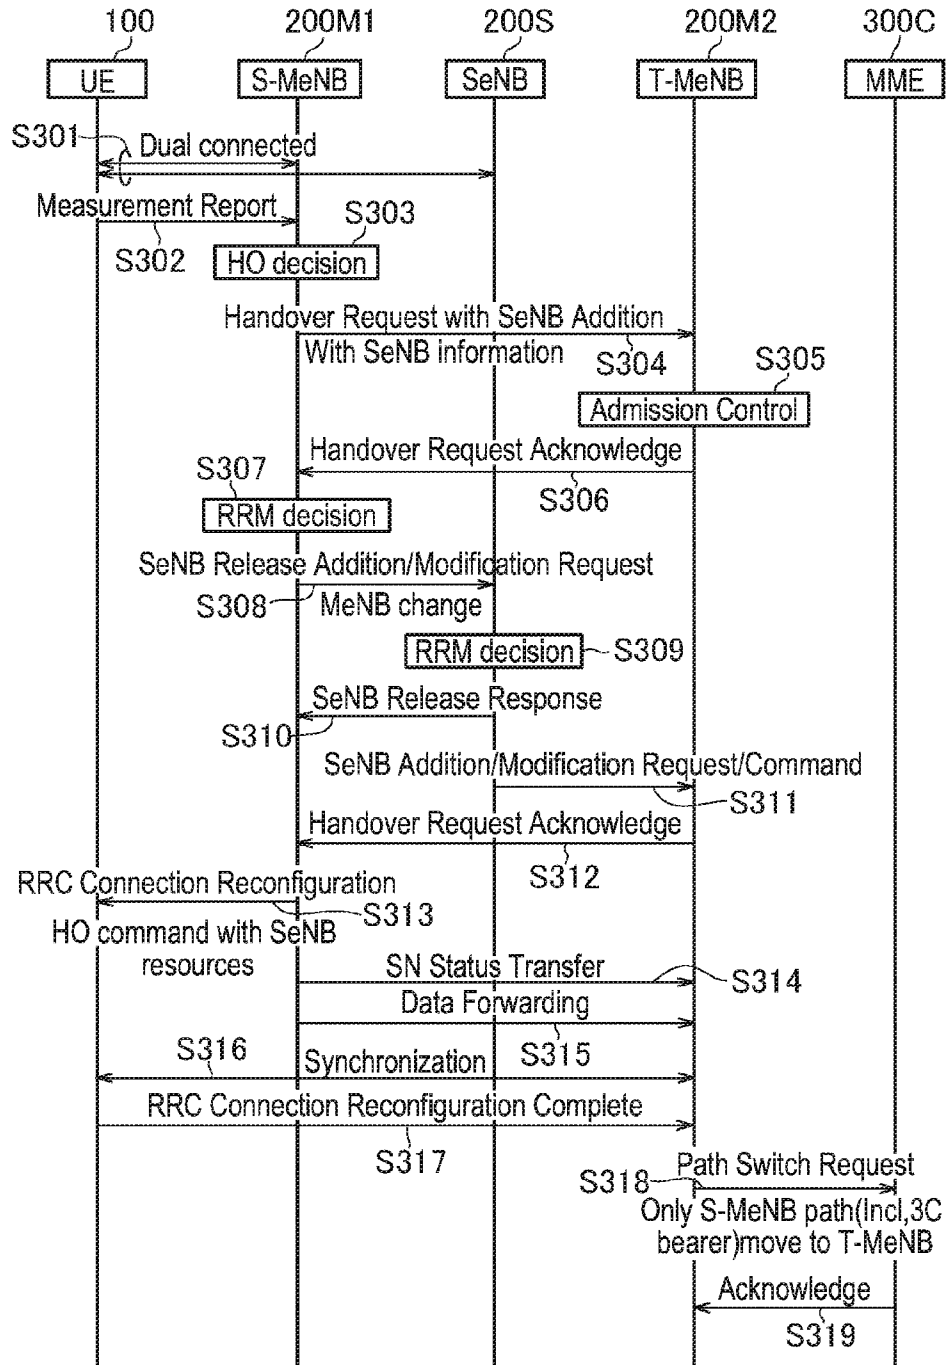 100 200M1 200S 200M2 300C
UE S-MeNB SeNB T-MeNB MME
S301
Dual connected
Measurement Report
S302
S303
HO decision
Handover Request with SeNB Addition
With SeNB information
S304
S305
Admission Control
Handover Request Acknowledge
S306
S307
RRM decision
SeNB Release Addition/Modification Request
S308
MeNB change
RRM decision
S309
SeNB Release Response
S310
SeNB Addition/Modification Request/Command
S311
Handover Request Acknowledge
S312
RRC Connection Reconfiguration
S313
HO command with SeNB
resources
SN Status Transfer
S314
Data Forwarding
S315
S316
Synchronization
RRC Connection Reconfiguration Complete
S317
Path Switch Request
S318
Only S-MeNB path(Incl,3C
bearer)move to T-MeNB
Acknowledge
S319